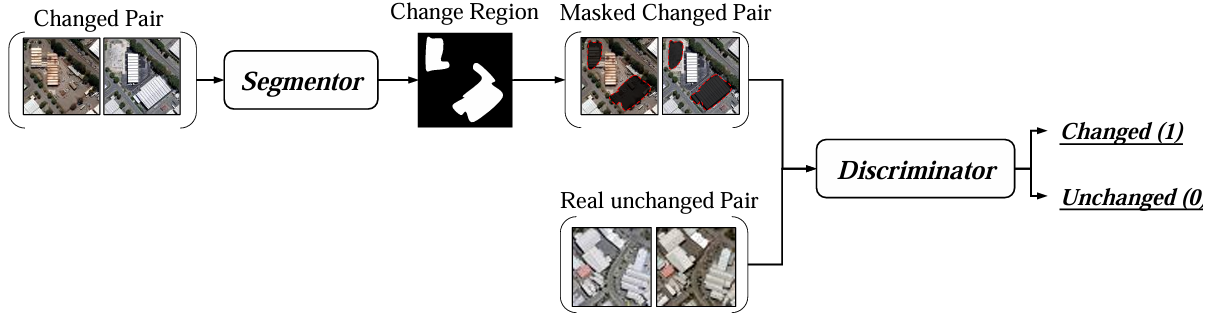 Changed Pair
Change Region
Masked Changed Pair
Segmentor
Changed (1)
Discriminator
Unchanged (0)
Real unchanged Pair